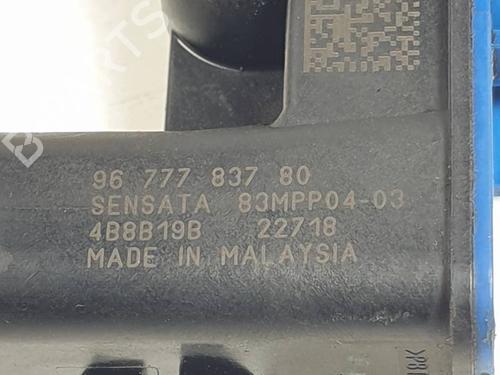 96 777 837 80
SENSATA 83MPP04-03
4B8B19B 22718
MADE IN MALAYSIA